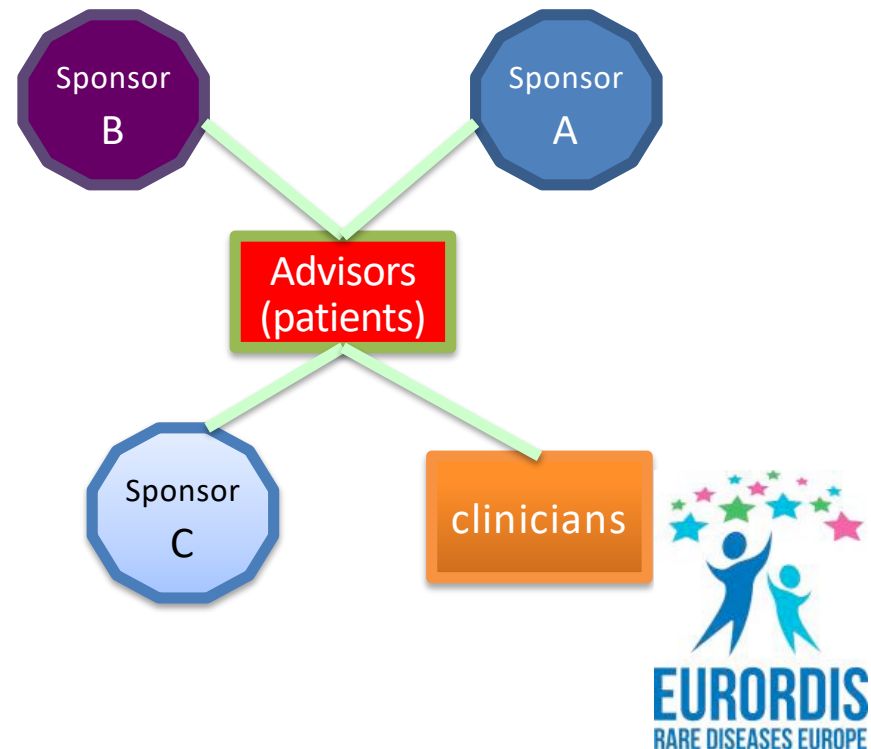 Sponsor
B
Sponsor
A
Advisors
(patients)
Sponsor
C
clinicians
EURORDIS
RARE DISEASES EUROPE